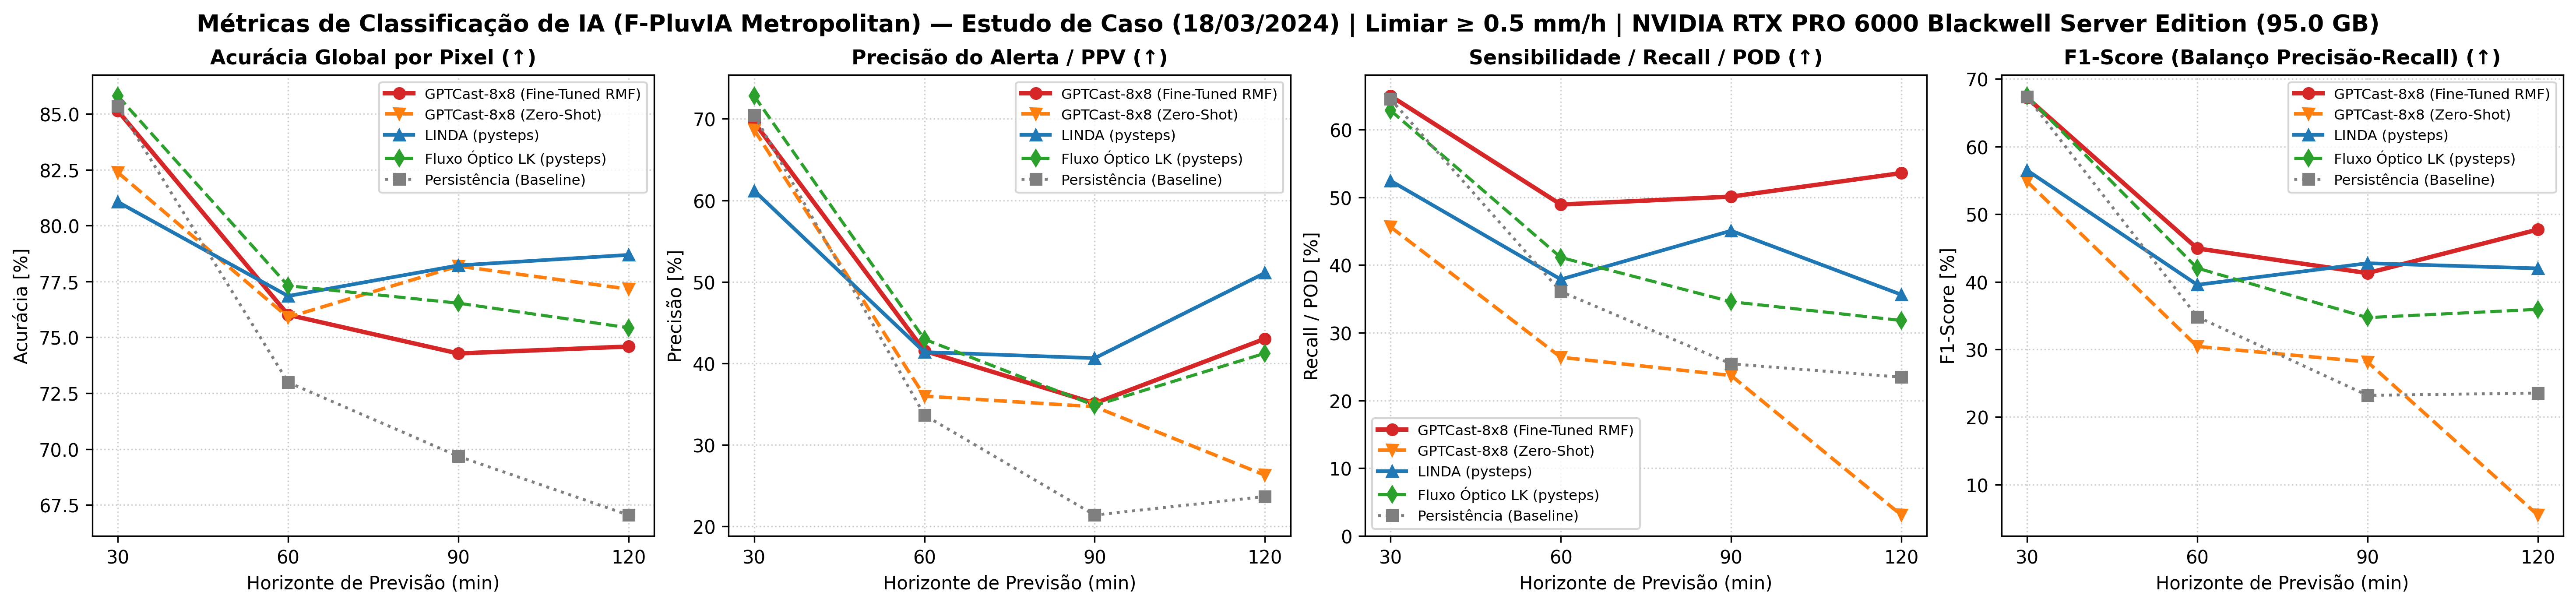 Métricas de Classificação de IA (F-PluvIA Metropolitan) — Estudo de Caso (18/03/2024) | Limiar ≥ 0.5 mm/h | NVIDIA RTX PRO 6000 Blackwell Server Edition (95.0 GB)
Acurácia Global por Pixel (↑)
Acurácia [%]
85.0
82.5
80.0
77.5
75.0
72.5
70.0
67.5
GPTCast-8x8 (Fine-Tuned RMF)
GPTCast-8x8 (Zero-Shot)
LINDA (pysteps)
Fluxo Óptico LK (pysteps)
Persistência (Baseline)
30
60
90
120
Horizonte de Previsão (min)
Precisão do Alerta / PPV (↑)
Precisão [%]
70
60
50
40
30
20
GPTCast-8x8 (Fine-Tuned RMF)
GPTCast-8x8 (Zero-Shot)
LINDA (pysteps)
Fluxo Óptico LK (pysteps)
Persistência (Baseline)
30
60
90
120
Horizonte de Previsão (min)
Sensibilidade / Recall / POD (↑)
Recall / POD [%]
60
50
40
30
20
10
0
GPTCast-8x8 (Fine-Tuned RMF)
GPTCast-8x8 (Zero-Shot)
LINDA (pysteps)
Fluxo Óptico LK (pysteps)
Persistência (Baseline)
30
60
90
120
Horizonte de Previsão (min)
F1-Score (Balanço Precisão-Recall) (↑)
F1-Score [%]
70
60
50
40
30
20
10
GPTCast-8x8 (Fine-Tuned RMF)
GPTCast-8x8 (Zero-Shot)
LINDA (pysteps)
Fluxo Óptico LK (pysteps)
Persistência (Baseline)
30
60
90
120
Horizonte de Previsão (min)